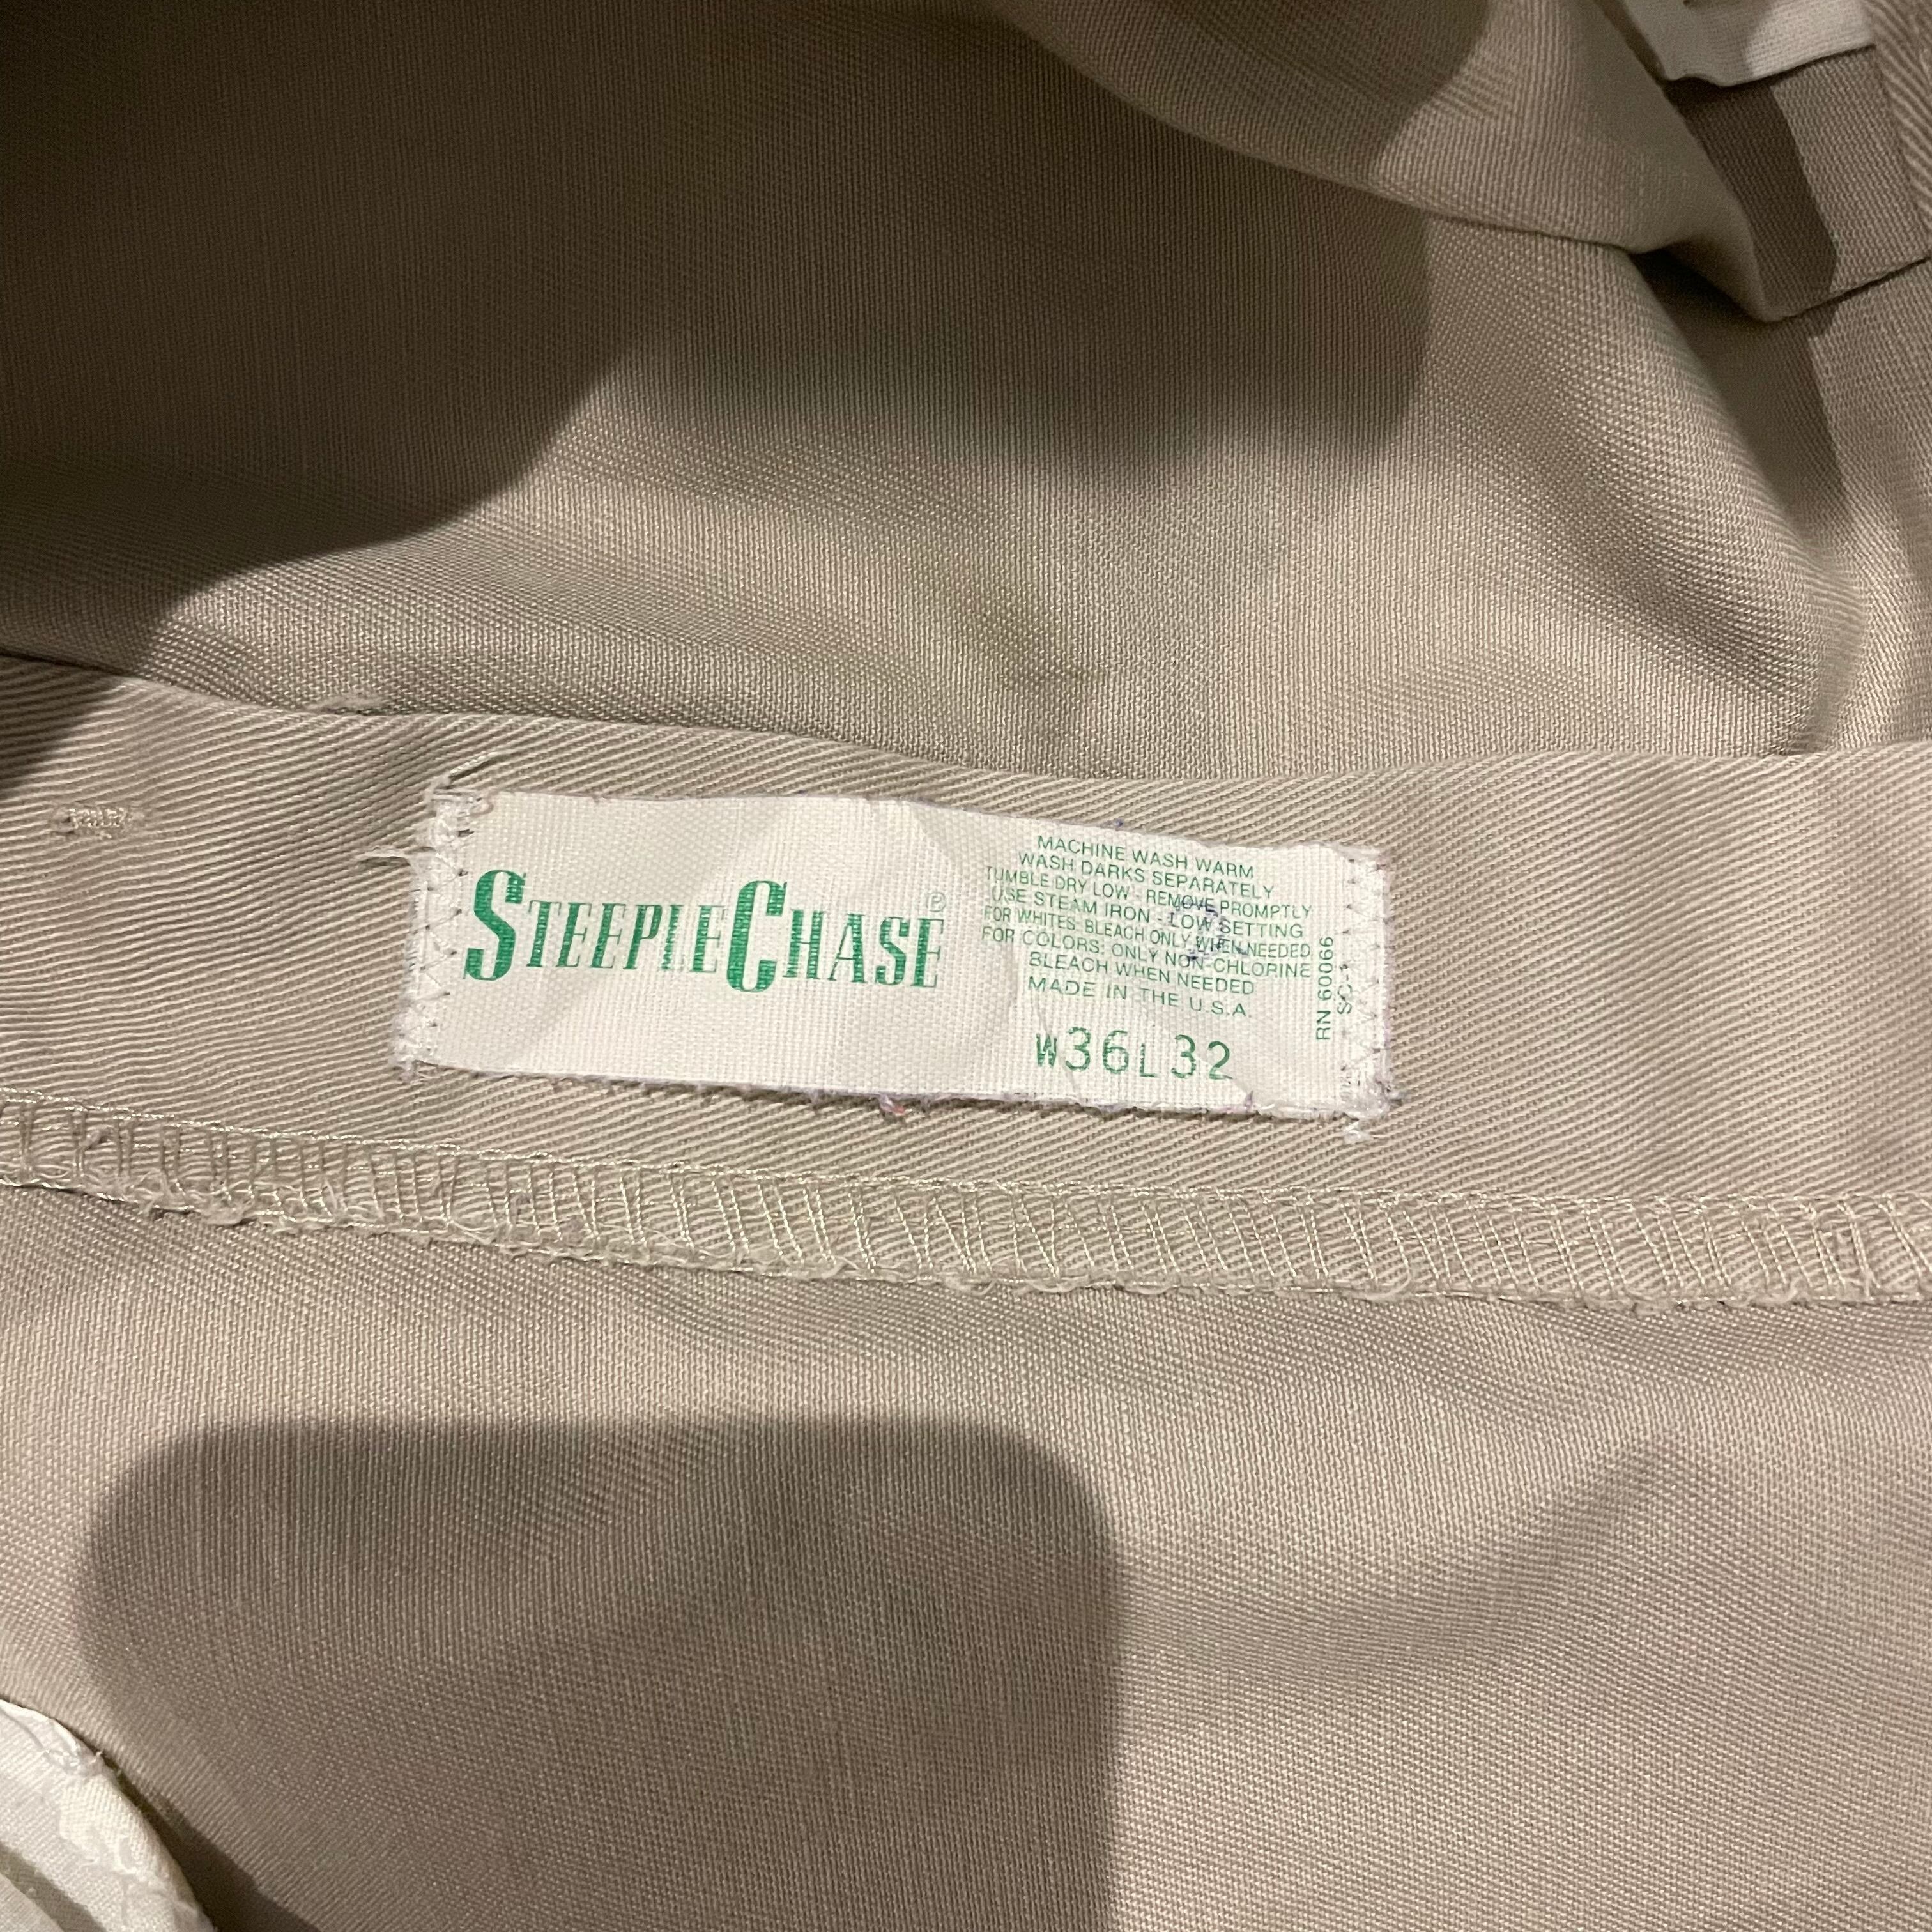 STEEPLECHASE®
MACHINE WASH WARM
WASH DARKS SEPARATELY
TUMBLE DRY LOW - REMOVE PROMPTLY
USE STEAM IRON - LOW SETTING
FOR WHITES: BLEACH ONLY WHEN NEEDED
FOR COLORS: ONLY NON-CHLORINE
BLEACH WHEN NEEDED
MADE IN THE U.S.A.
W36L32
RN 60066